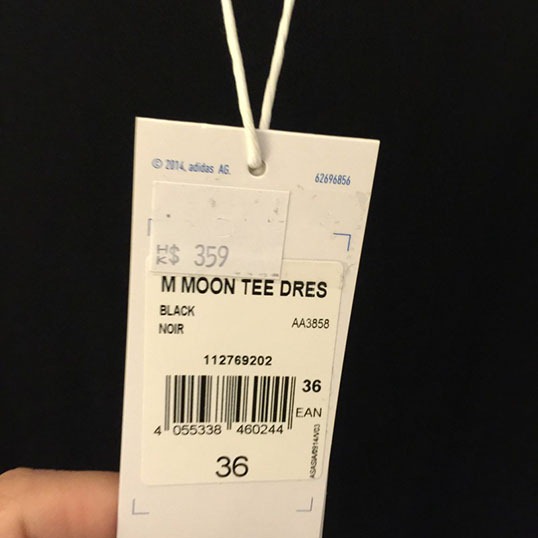 © 2014, adidas AG. 62696856
HK$ 359
M MOON TEE DRES
BLACK
NOIR AA3858
112769202
36
EAN
4 055338 460244
36